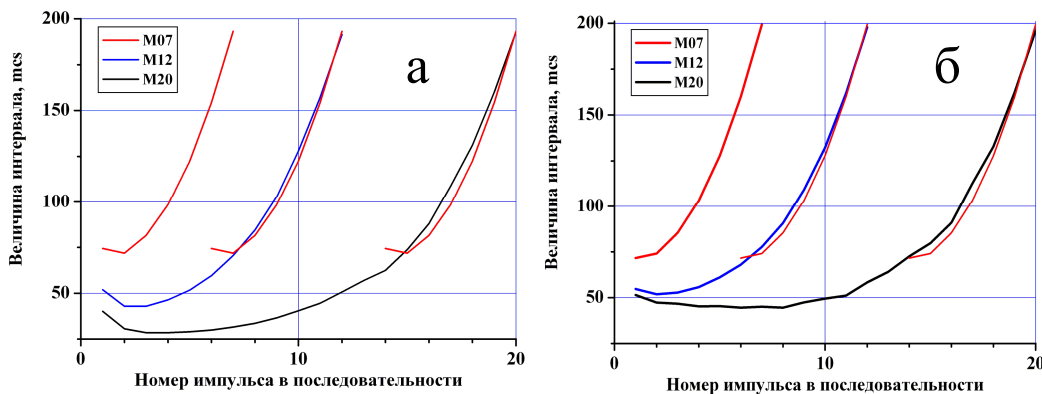 200
150
100
50
0
10
20
Величина интервала, mcs
Номер импульса в последовательности
M07
M12
M20
а
200
150
100
50
0
10
20
Величина интервала, mcs
Номер импульса в последовательности
M07
M12
M20
б